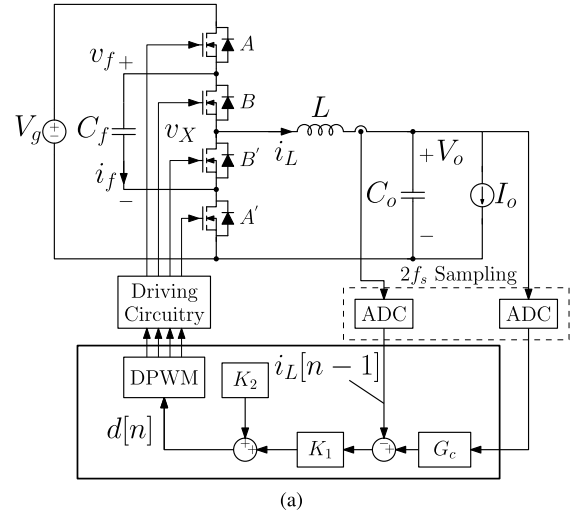 A
v_f +
B
V_g
+
-
C_f
v_X
L
i_L
+V_o
B′
i_f
C_o
I_o
-
A′
-
2f_s Sampling
Driving
Circuitry
ADC
ADC
DPWM
K_2
i_L[n − 1]
d[n]
+
+
K_1
-
+
G_c
(a)